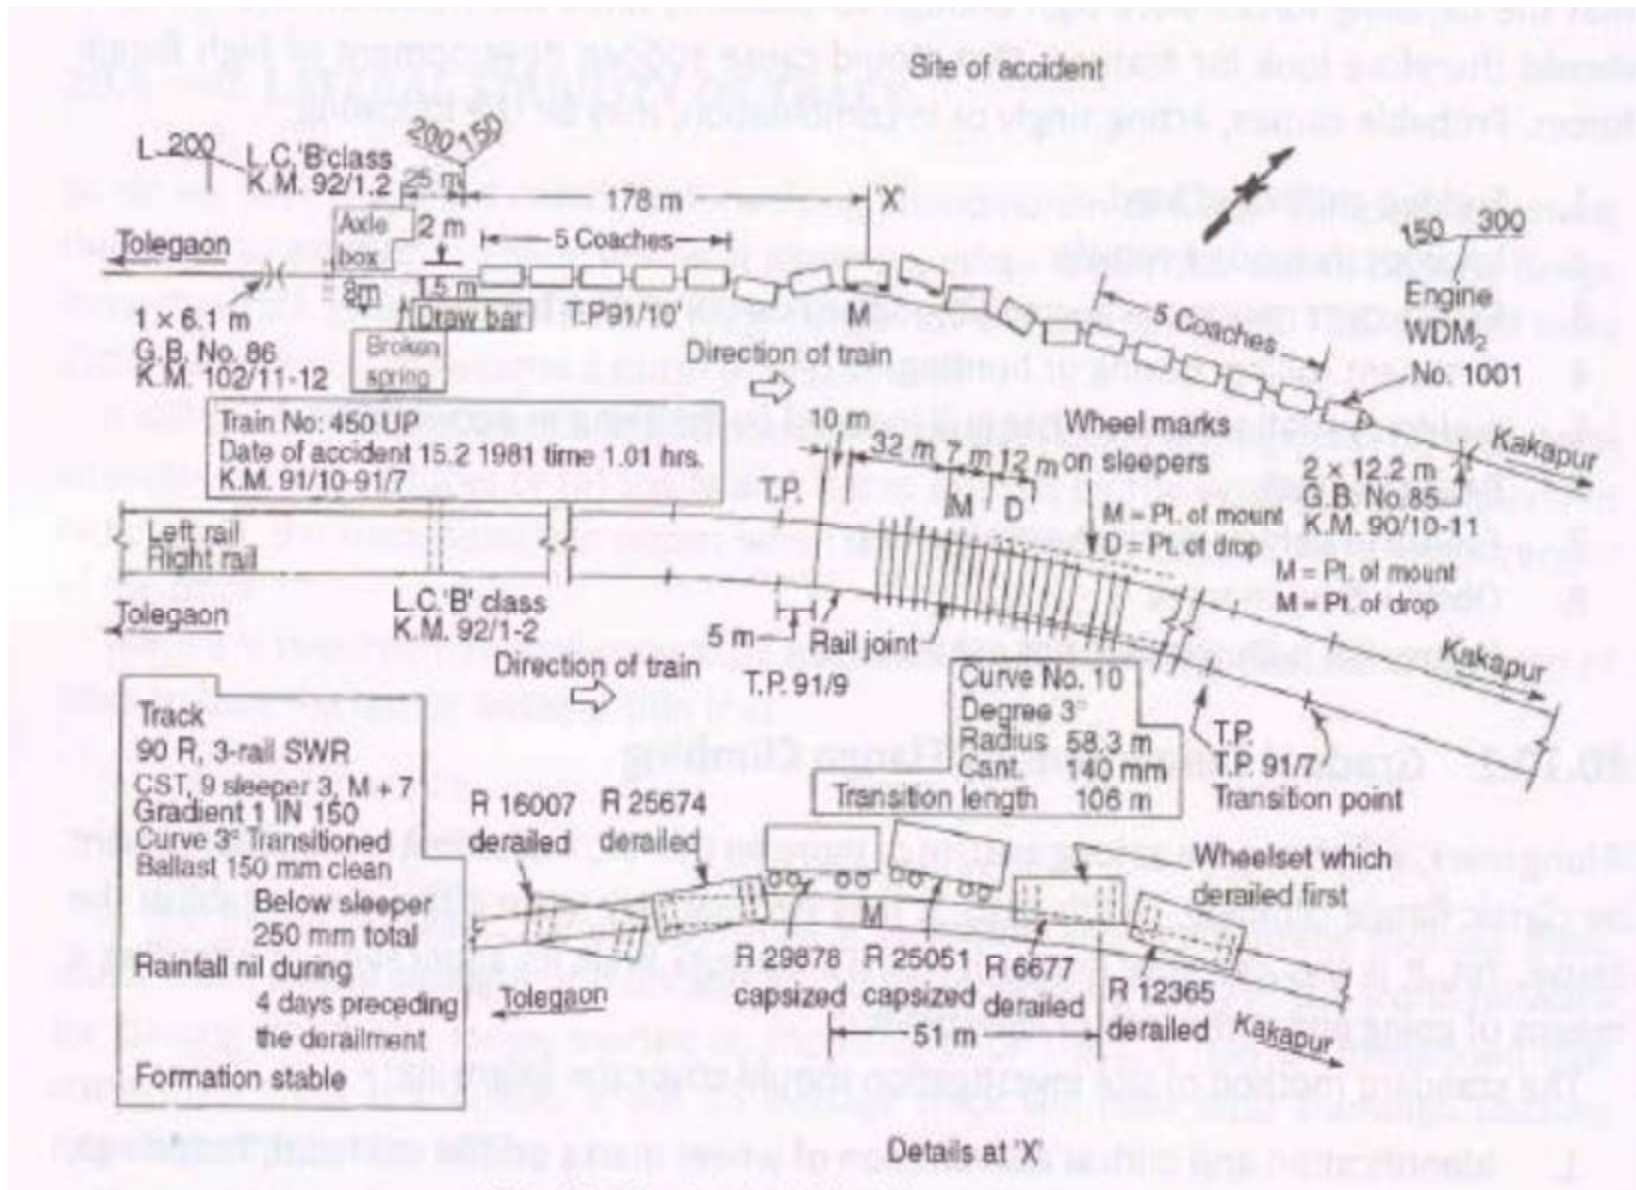 Site of accident
L 200
L.C.'B'class
K.M. 92/1.2
200 150
25 m
178 m
'X'
Axle
box
2 m
5 Coaches
Tolegaon
8m
1.5 m
Draw bar
T.P91/10'
M
Broken
spring
1 × 6.1 m
G.B. No. 86
K.M. 102/11-12
Direction of train
5 Coaches
150 300
Engine
WDM₂
No. 1001
Kakapur
Train No: 450 UP
Date of accident 15.2 1981 time 1.01 hrs.
K.M. 91/10-91/7
10 m
32 m 7 m 12 m
T.P.
M D
Wheel marks
on sleepers
M = Pt. of mount
D = Pt. of drop
2 × 12.2 m
G.B. No.85
K.M. 90/10-11
M = Pt. of mount
M = Pt. of drop
Left rail
Right rail
Tolegaon
L.C.'B' class
K.M. 92/1-2
5 m
Rail joint
T.P. 91/9
Direction of train
Kakapur
Curve No. 10
Degree 3°
Radius 58.3 m
Cant. 140 mm
Transition length 106 m
T.P.
T.P. 91/7
Transition point
Track
90 R, 3-rail SWR
CST, 9 sleeper 3, M + 7
Gradient 1 IN 150
Curve 3° Transitioned
Ballast 150 mm clean
Below sleeper
250 mm total
Rainfall nil during
4 days preceding
the derailment
Formation stable
R 16007
derailed
R 25674
derailed
Wheelset which
derailed first
M
R 29878
capsized
R 25051
capsized
R 6677
derailed
R 12365
derailed
Tolegaon
51 m
Kakapur
Details at 'X'